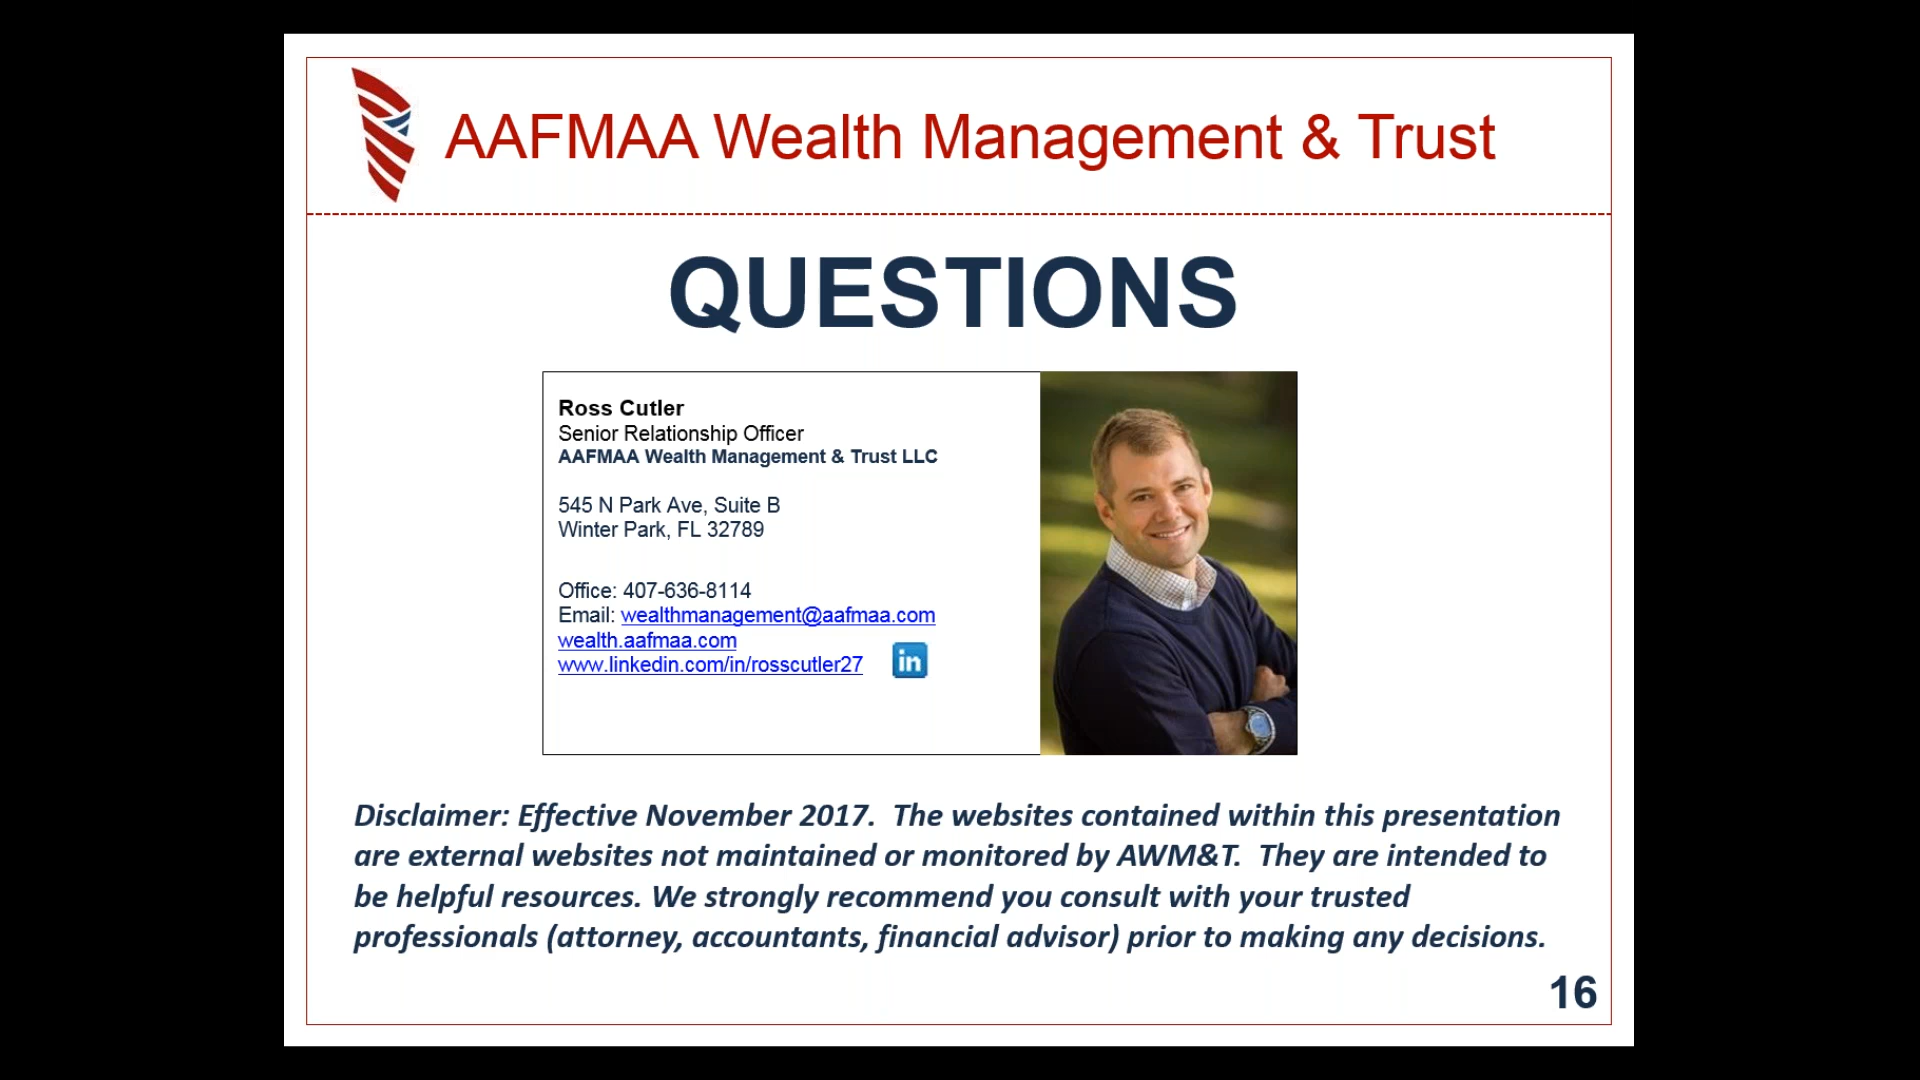 AAFMAA Wealth Management & Trust
QUESTIONS
Ross Cutler
Senior Relationship Officer
AAFMAA Wealth Management & Trust LLC
545 N Park Ave, Suite B
Winter Park, FL 32789
Office: 407-636-8114
Email: wealthmanagement@aafmaa.com
wealth.aafmaa.com
www.linkedin.com/in/rosscutler27
in
Disclaimer: Effective November 2017.  The websites contained within this presentation
are external websites not maintained or monitored by AWM&T.  They are intended to
be helpful resources. We strongly recommend you consult with your trusted
professionals (attorney, accountants, financial advisor) prior to making any decisions.
16